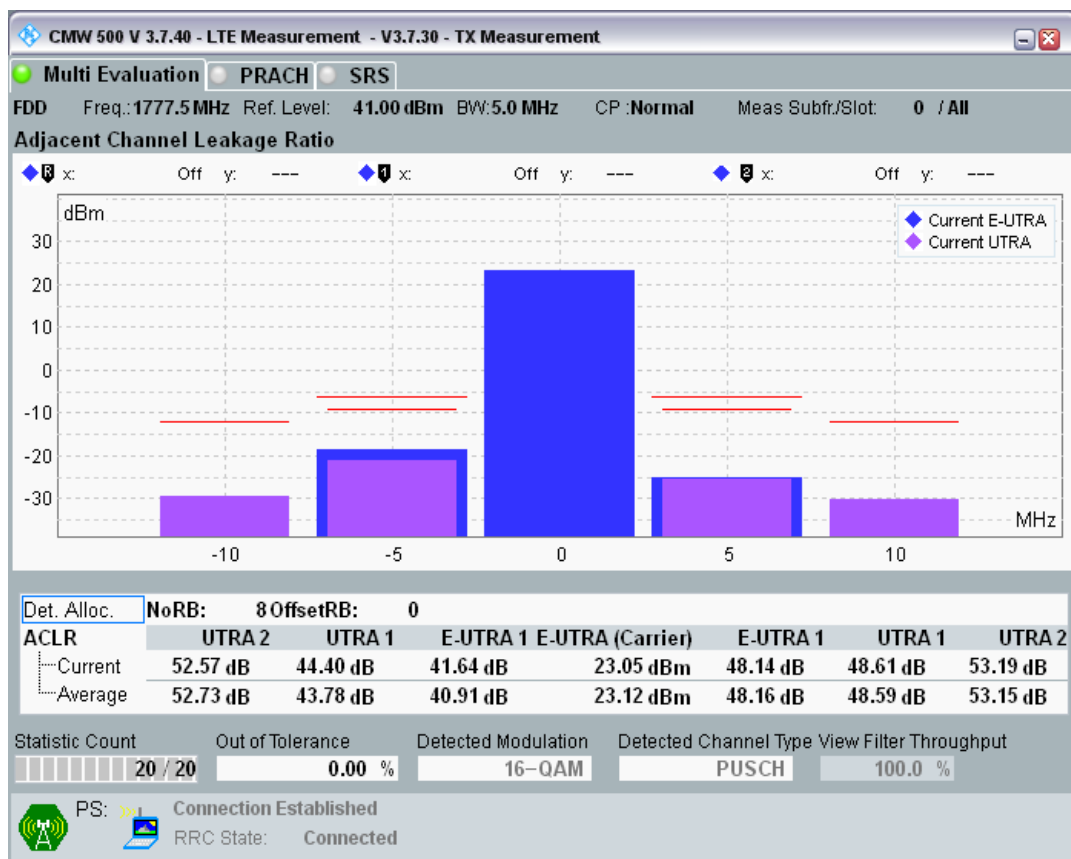 CMW 500 V 3.7.40 - LTE Measurement - V3.7.30 - TX Measurement
Multi Evaluation PRACH SRS
FDD Freq.:1777.5 MHz Ref. Level: 41.00 dBm BW:5.0 MHz CP :Normal Meas Subfr./Slot: 0 / All
Adjacent Channel Leakage Ratio
R x: Off y: --- 1 x: Off y: --- 2 x: Off y: ---
dBm
Current E-UTRA
Current UTRA
30
20
10
0
-10
-20
-30
MHz
-10 -5 0 5 10
Det. Alloc. NoRB: 8 OffsetRB: 0
ACLR UTRA 2 UTRA 1 E-UTRA 1 E-UTRA (Carrier) E-UTRA 1 UTRA 1 UTRA 2
Current 52.57 dB 44.40 dB 41.64 dB 23.05 dBm 48.14 dB 48.61 dB 53.19 dB
Average 52.73 dB 43.78 dB 40.91 dB 23.12 dBm 48.16 dB 48.59 dB 53.15 dB
Statistic Count Out of Tolerance Detected Modulation Detected Channel Type View Filter Throughput
20 / 20 0.00 % 16-QAM PUSCH 100.0 %
PS: Connection Established
RRC State: Connected